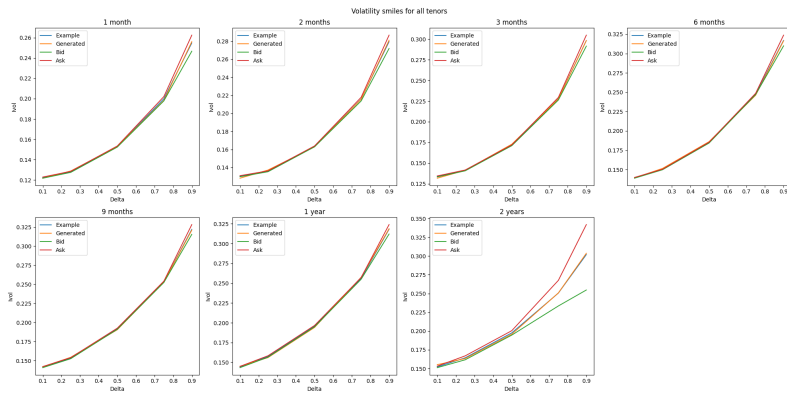 Volatility smiles for all tenors
1 month
2 months
3 months
6 months
Example
Generated
Bid
Ask
Example
Generated
Bid
Ask
Example
Generated
Bid
Ask
Example
Generated
Bid
Ask
Ivol
0.26
0.24
0.22
0.20
0.18
0.16
0.14
0.12
0.1 0.2 0.3 0.4 0.5 0.6 0.7 0.8 0.9
Delta
Ivol
0.28
0.26
0.24
0.22
0.20
0.18
0.16
0.14
0.1 0.2 0.3 0.4 0.5 0.6 0.7 0.8 0.9
Delta
Ivol
0.300
0.275
0.250
0.225
0.200
0.175
0.150
0.125
0.1 0.2 0.3 0.4 0.5 0.6 0.7 0.8 0.9
Delta
Ivol
0.325
0.300
0.275
0.250
0.225
0.200
0.175
0.150
0.1 0.2 0.3 0.4 0.5 0.6 0.7 0.8 0.9
Delta
9 months
1 year
2 years
Example
Generated
Bid
Ask
Example
Generated
Bid
Ask
Example
Generated
Bid
Ask
Ivol
0.325
0.300
0.275
0.250
0.225
0.200
0.175
0.150
0.1 0.2 0.3 0.4 0.5 0.6 0.7 0.8 0.9
Delta
Ivol
0.325
0.300
0.275
0.250
0.225
0.200
0.175
0.150
0.1 0.2 0.3 0.4 0.5 0.6 0.7 0.8 0.9
Delta
Ivol
0.350
0.325
0.300
0.275
0.250
0.225
0.200
0.175
0.150
0.1 0.2 0.3 0.4 0.5 0.6 0.7 0.8 0.9
Delta